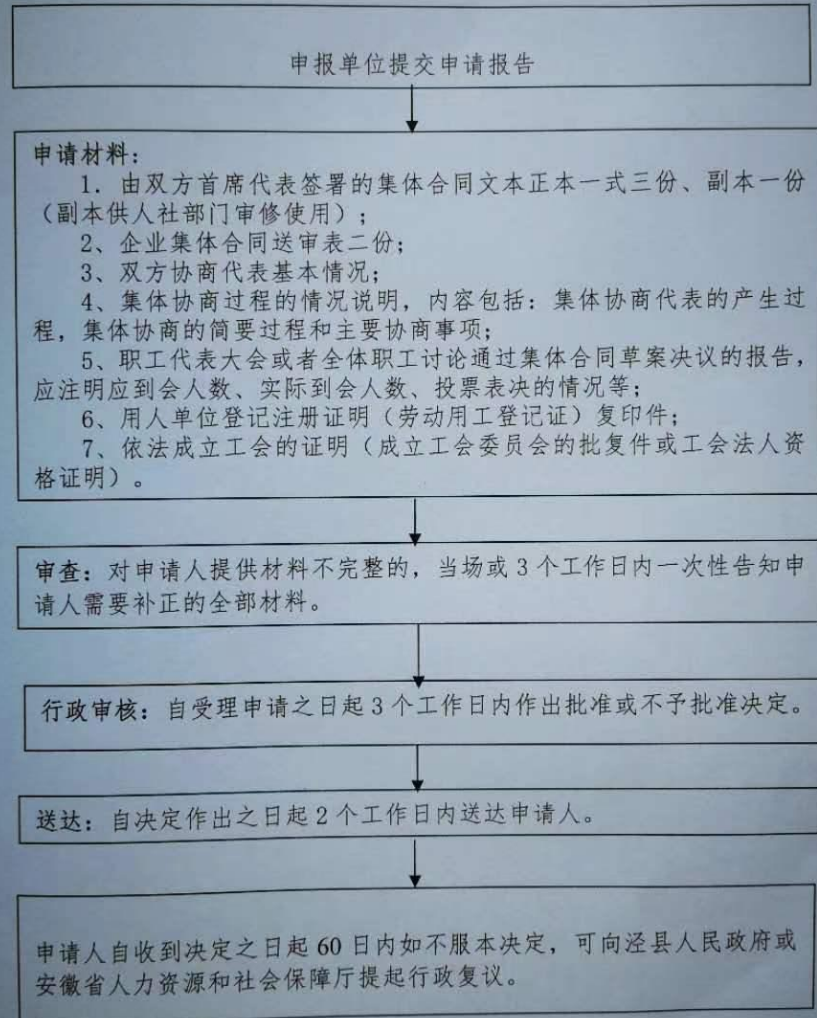 申报单位提交申请报告
申请材料：
1．由双方首席代表签署的集体合同文本正本一式三份、副本一份
（副本供人社部门审修使用）；
2、企业集体合同送审表二份；
3、双方协商代表基本情况；
4、集体协商过程的情况说明，内容包括：集体协商代表的产生过
程，集体协商的简要过程和主要协商事项；
5、职工代表大会或者全体职工讨论通过集体合同草案决议的报告，
应注明应到会人数、实际到会人数、投票表决的情况等；
6、用人单位登记注册证明（劳动用工登记证）复印件；
7、依法成立工会的证明（成立工会委员会的批复件或工会法人资
格证明）。
审查：对申请人提供材料不完整的，当场或 3 个工作日内一次性告知申
请人需要补正的全部材料。
行政审核：自受理申请之日起 3 个工作日内作出批准或不予批准决定。
送达：自决定作出之日起 2 个工作日内送达申请人。
申请人自收到决定之日起 60 日内如不服本决定，可向泾县人民政府或
安徽省人力资源和社会保障厅提起行政复议。